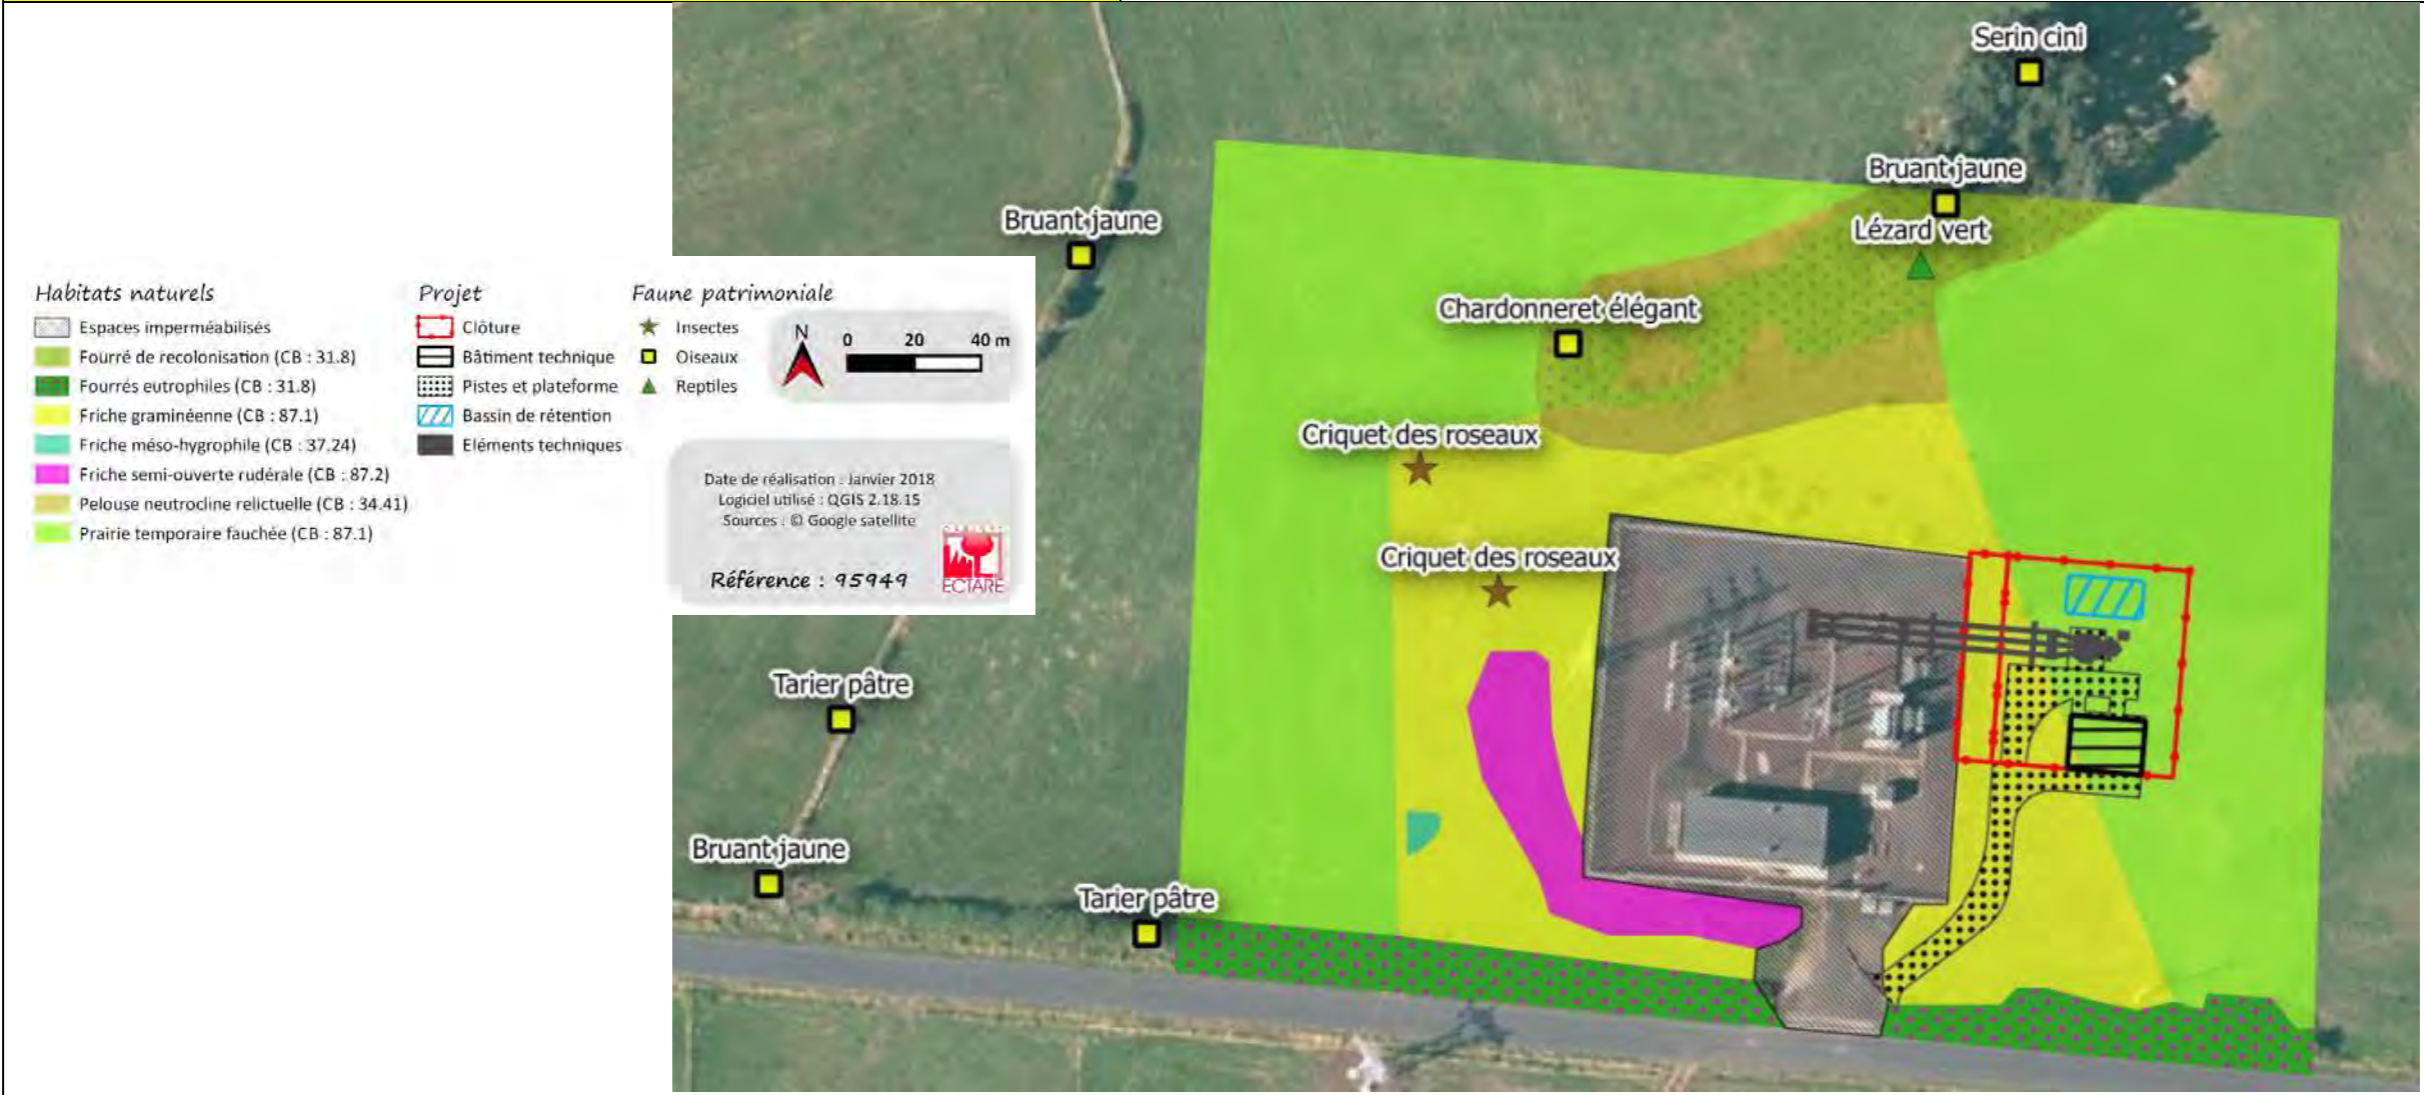 Serin cini
Bruant jaune
Lézard vert
Bruant jaune
Chardonneret élégant
Criquet des roseaux
Criquet des roseaux
Tarier pâtre
Bruant jaune
Tarier pâtre
Habitats naturels
Espaces imperméabilisés
Fourré de recolonisation (CB : 31.8)
Fourrés eutrophiles (CB : 31.8)
Friche graminéenne (CB : 87.1)
Friche méso-hygrophile (CB : 37.24)
Friche semi-ouverte rudérale (CB : 87.2)
Pelouse neutrocline relictuelle (CB : 34.41)
Prairie temporaire fauchée (CB : 87.1)
Projet
Clôture
Bâtiment technique
Pistes et plateforme
Bassin de rétention
Eléments techniques
Faune patrimoniale
Insectes
Oiseaux
Reptiles
N
0 20 40 m
Date de réalisation : Janvier 2018
Logiciel utilisé : QGIS 2.18.15
Sources : © Google satellite
Référence : 95949
ECTARE